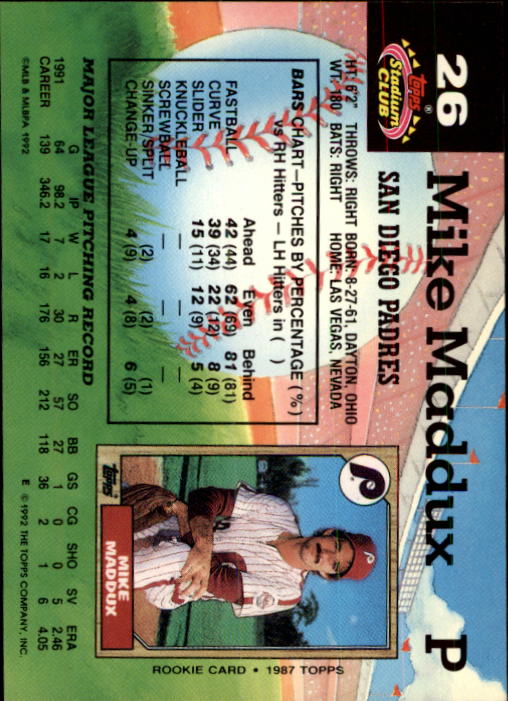 26
Mike Maddux P
topps®
Stadium
CLUB
SAN DIEGO PADRES
HT: 6'2" THROWS: RIGHT BORN: 8-27-61, DAYTON, OHIO
WT: 180 BATS: RIGHT HOME: LAS VEGAS, NEVADA
BARS CHART—PITCHES BY PERCENTAGE (%)
vs RH Hitters — LH Hitters in ( )
Ahead Even Behind
FASTBALL 42 (44) 62 (69) 81 (81)
CURVE 39 (34) 22 (12) 8 (9)
SLIDER 15 (11) 12 (9) 5 (4)
KNUCKLEBALL — — —
SCREWBALL — — —
SINKER/SPLIT (2) (2) (1)
CHANGE-UP 4 (9) 4 (8) 6 (5)
P
topps
MIKE
MADDUX
ROOKIE CARD • 1987 TOPPS
MAJOR LEAGUE PITCHING RECORD
G IP W L R ER SO BB GS CG SHO SV ERA
1991 64 98.2 7 2 30 27 57 27 1 0 0 5 2.46
CAREER 139 346.2 17 16 176 156 212 118 36 2 1 6 4.05
©MLB & MLBPA 1992
E ©1992 THE TOPPS COMPANY, INC.